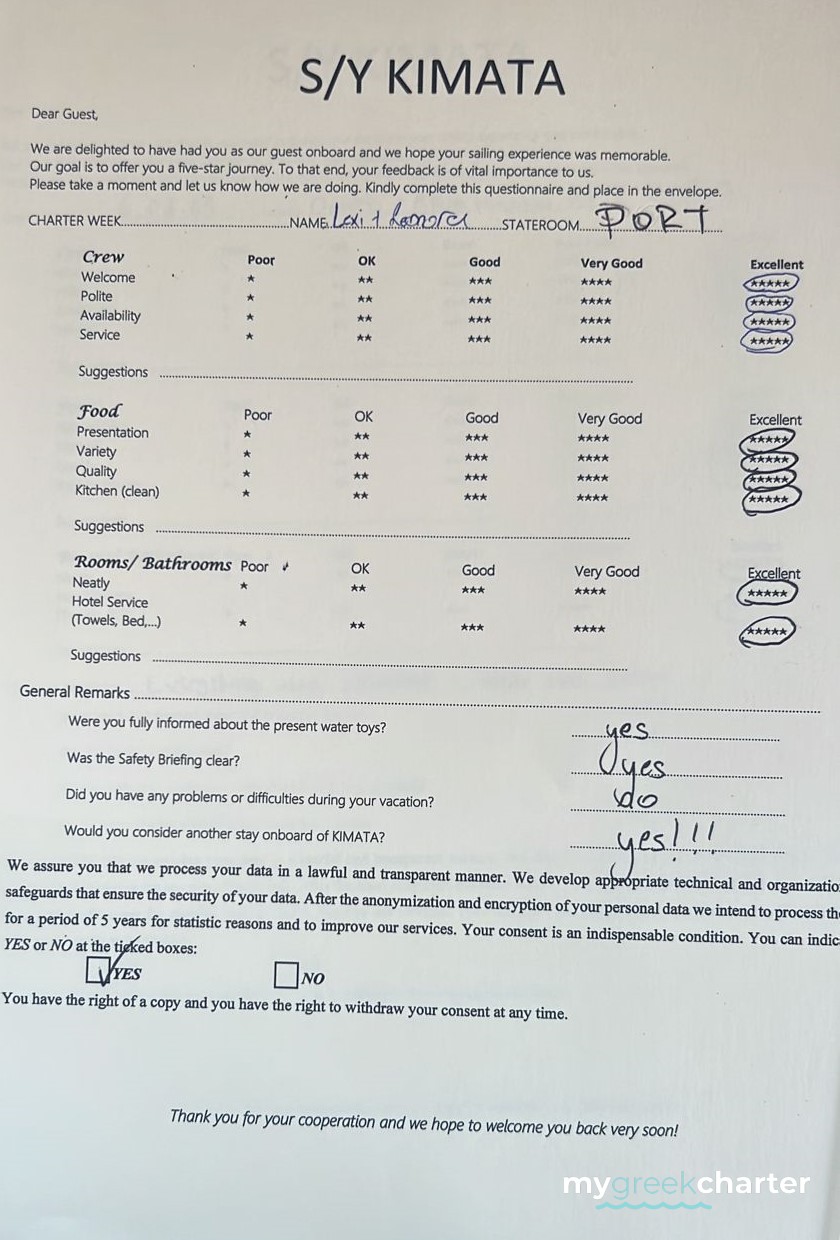 S/Y KIMATA
Dear Guest,
We are delighted to have had you as our guest onboard and we hope your sailing experience was memorable.
Our goal is to offer you a five-star journey. To that end, your feedback is of vital importance to us.
Please take a moment and let us know how we are doing. Kindly complete this questionnaire and place in the envelope.
CHARTER WEEK NAME Lexi + STATEROOM PORT
Crew Poor OK Good Very Good Excellent
Welcome ★ ★★ ★★★ ★★★★ ★★★★★
Polite ★ ★★ ★★★ ★★★★ ★★★★★
Availability ★ ★★ ★★★ ★★★★ ★★★★★
Service ★ ★★ ★★★ ★★★★ ★★★★★
Suggestions
Food Poor OK Good Very Good Excellent
Presentation ★ ★★ ★★★ ★★★★ ★★★★★
Variety ★ ★★ ★★★ ★★★★ ★★★★★
Quality ★ ★★ ★★★ ★★★★ ★★★★★
Kitchen (clean) ★ ★★ ★★★ ★★★★ ★★★★★
Suggestions
Rooms/ Bathrooms Poor OK Good Very Good Excellent
Neatly ★ ★★ ★★★ ★★★★ ★★★★★
Hotel Service
(Towels, Bed,...) ★ ★★ ★★★ ★★★★ ★★★★★
Suggestions
General Remarks
Were you fully informed about the present water toys? yes
Was the Safety Briefing clear? yes
Did you have any problems or difficulties during your vacation?
Would you consider another stay onboard of KIMATA? yes!!!
We assure you that we process your data in a lawful and transparent manner. We develop appropriate technical and organizatio
safeguards that ensure the security of your data. After the anonymization and encryption of your personal data we intend to process th
for a period of 5 years for statistic reasons and to improve our services. Your consent is an indispensable condition. You can indic
YES or NO at the ticked boxes:
YES NO
You have the right of a copy and you have the right to withdraw your consent at any time.
Thank you for your cooperation and we hope to welcome you back very soon!
mygreekcharter